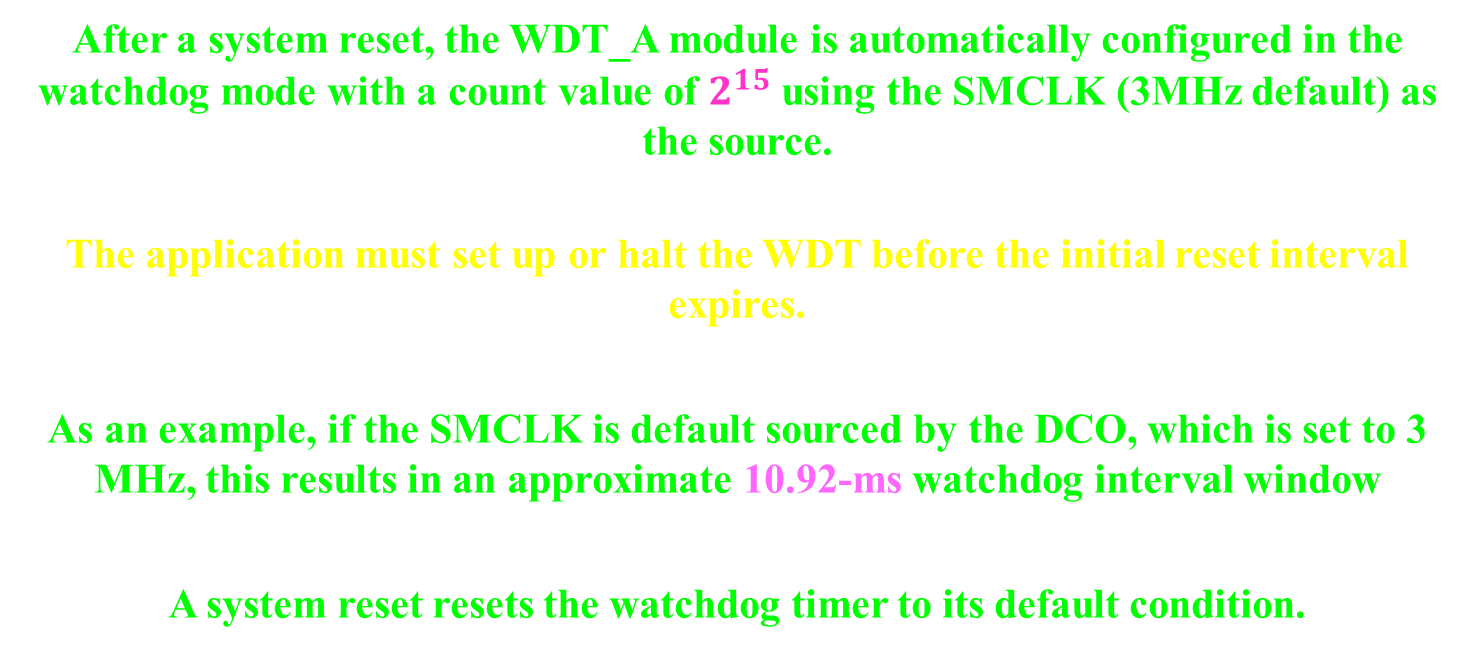 After a system reset, the WDT_A module is automatically configured in the
watchdog mode with a count value of 2¹⁵ using the SMCLK (3MHz default) as
the source.
The application must set up or halt the WDT before the initial reset interval
expires.
As an example, if the SMCLK is default sourced by the DCO, which is set to 3
MHz, this results in an approximate 10.92-ms watchdog interval window
A system reset resets the watchdog timer to its default condition.